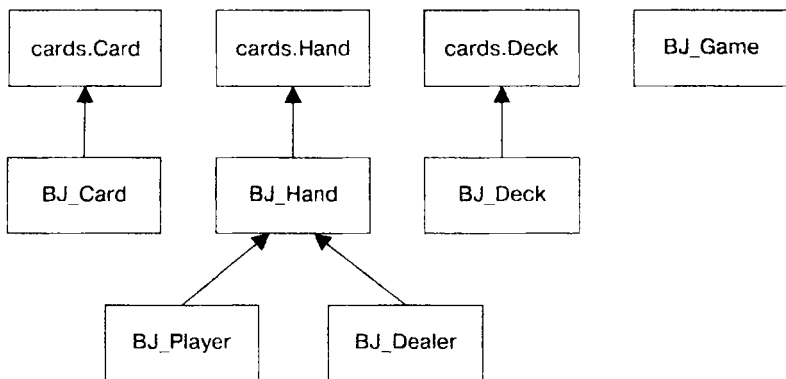 cards.Card
cards.Hand
cards.Deck
BJ_Game
BJ_Card
BJ_Hand
BJ_Deck
BJ_Player
BJ_Dealer